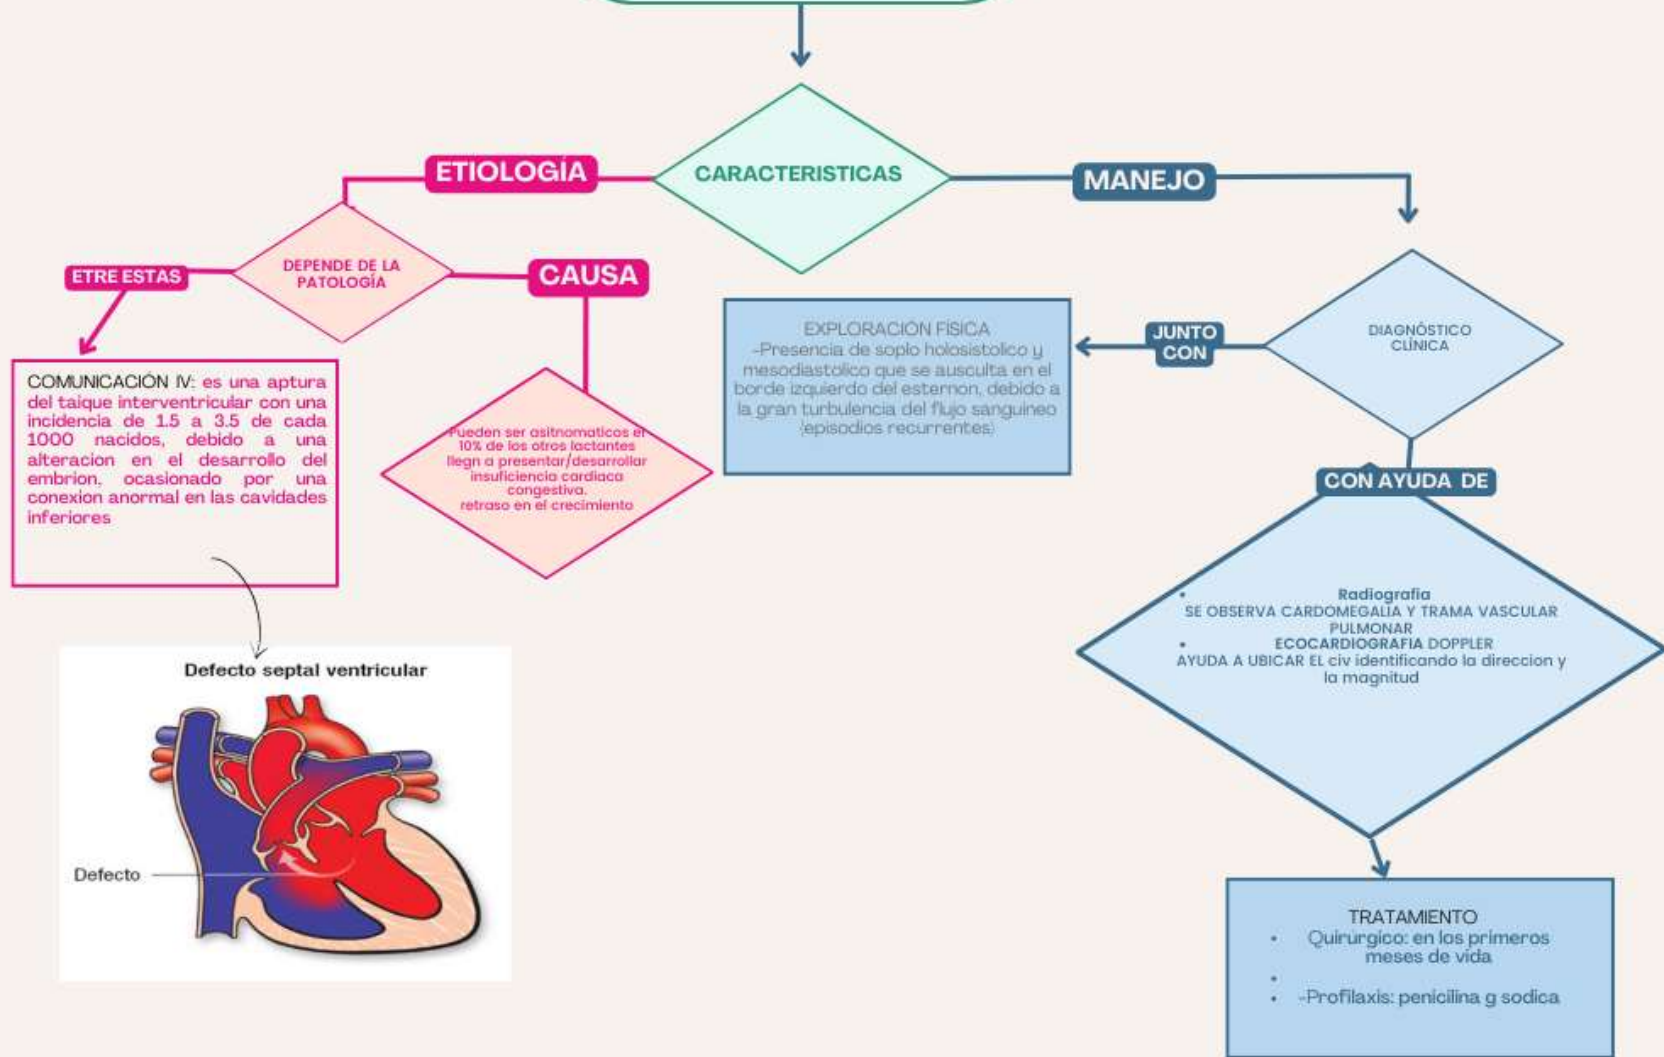 CARACTERISTICAS
ETIOLOGÍA
MANEJO
DEPENDE DE LA
PATOLOGÍA
ETRE ESTAS
CAUSA
COMUNICACIÓN IV: es una aptura
del taique interventricular con una
incidencia de 1.5 a 3.5 de cada
1000 nacidos, debido a una
alteracion en el desarrollo del
embrion, ocasionado por una
conexion anormal en las cavidades
inferiores
Pueden ser asitnomaticos el
10% de los otros lactantes
llegn a presentar/desarrollar
insuficiencia cardiaca
congestiva.
retraso en el crecimiento
Defecto septal ventricular
Defecto
DIAGNÓSTICO
CLÍNICA
JUNTO
CON
EXPLORACIÓN FÍSICA
-Presencia de soplo holosistolico y
mesodiastolico que se ausculta en el
borde izquierdo del esternon, debido a
la gran turbulencia del flujo sanguineo
(episodios recurrentes)
CON AYUDA DE
• Radiografia
SE OBSERVA CARDOMEGALIA Y TRAMA VASCULAR
PULMONAR
• ECOCARDIOGRAFIA DOPPLER
AYUDA A UBICAR EL civ identificando la direccion y
la magnitud
TRATAMIENTO
• Quirúrgico: en los primeros
meses de vida
•
• -Profilaxis: penicilina g sodica